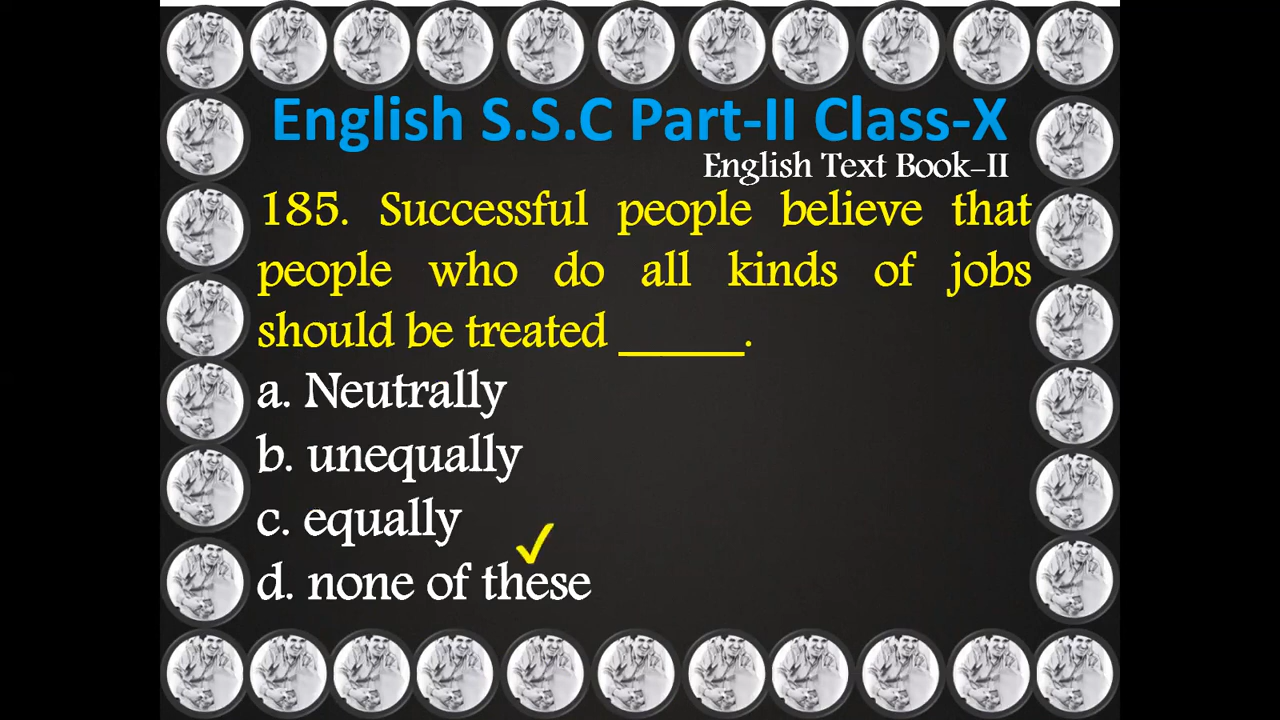 English S.S.C Part-II Class-X
English Text Book-II
185. Successful people believe that
people who do all kinds of jobs
should be treated _____.
a. Neutrally
b. unequally
c. equally
d. none of these